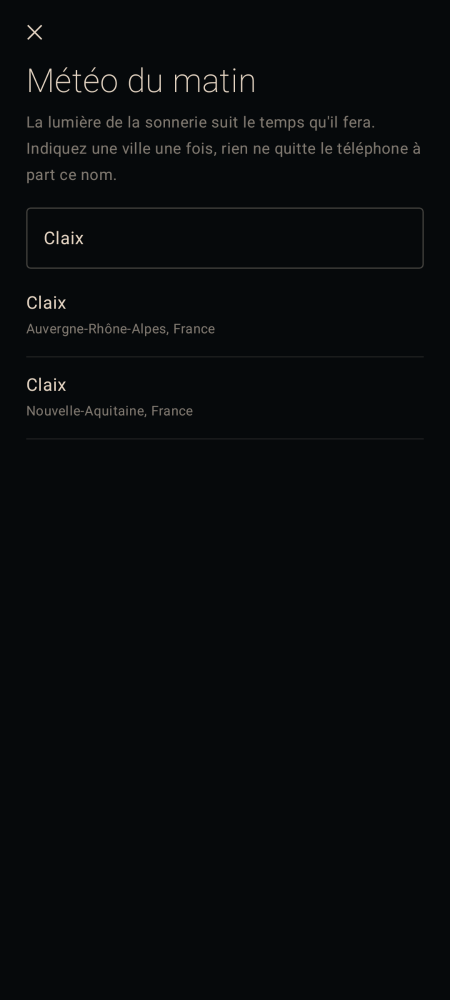 Météo du matin
La lumière de la sonnerie suit le temps qu'il fera.
Indiquez une ville une fois, rien ne quitte le téléphone à
part ce nom.
Claix
Claix
Auvergne-Rhône-Alpes, France
Claix
Nouvelle-Aquitaine, France